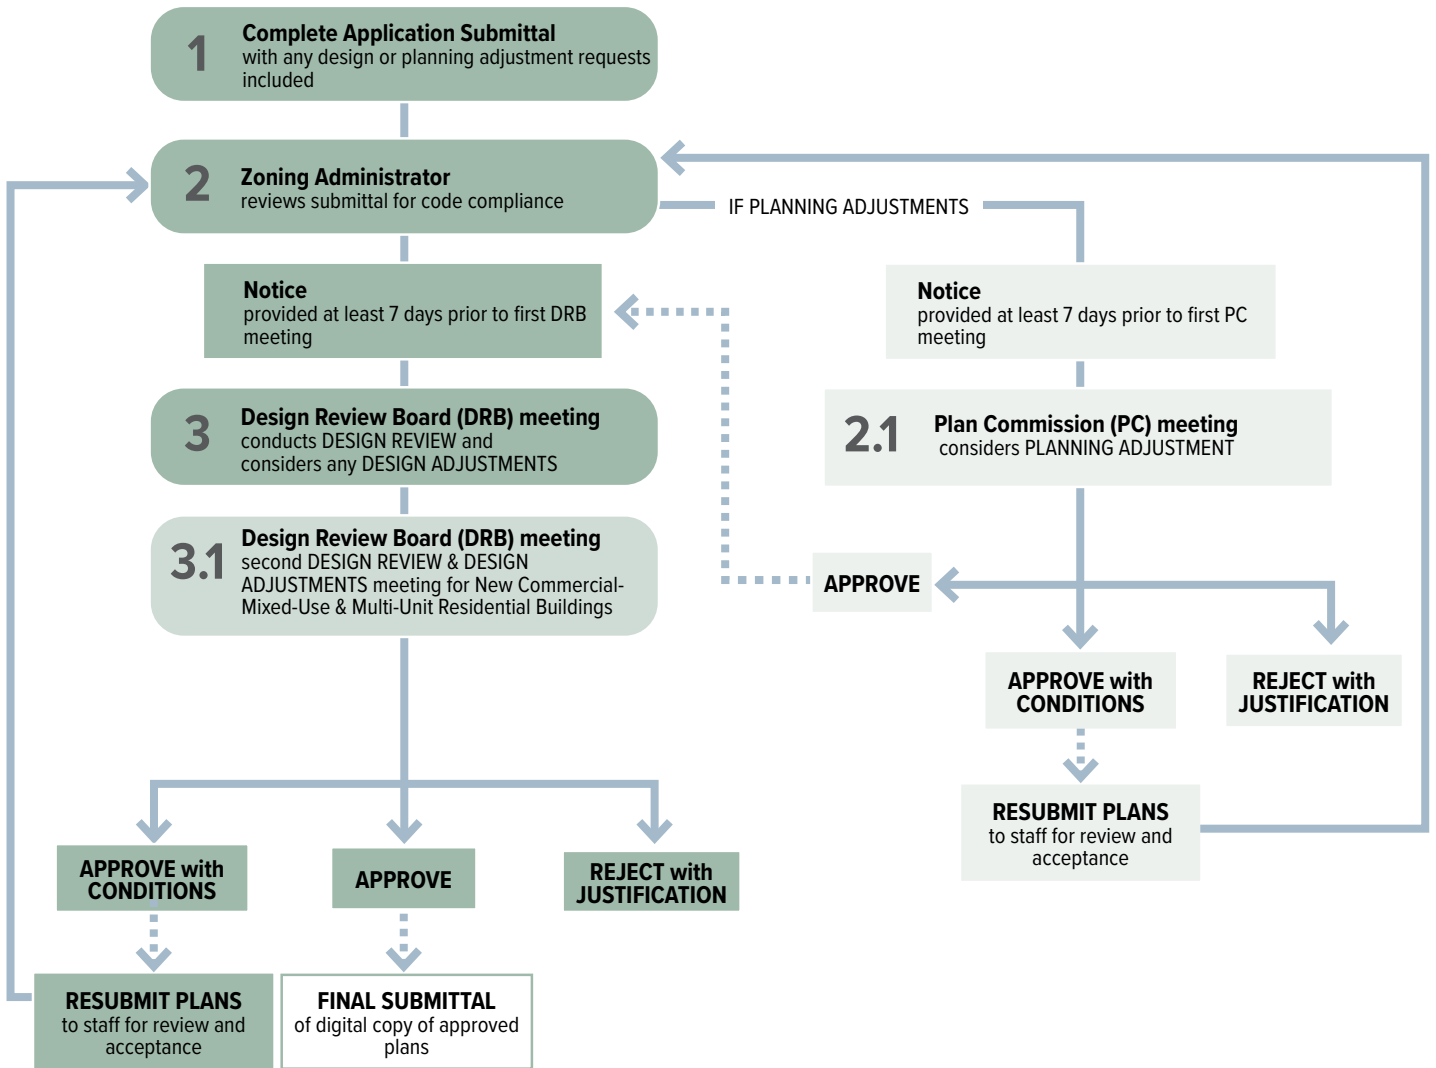 1
Complete Application Submittal
with any design or planning adjustment requests
included
2
Zoning Administrator
reviews submittal for code compliance
IF PLANNING ADJUSTMENTS
Notice
provided at least 7 days prior to first DRB
meeting
Notice
provided at least 7 days prior to first PC
meeting
3
Design Review Board (DRB) meeting
conducts DESIGN REVIEW and
considers any DESIGN ADJUSTMENTS
2.1
Plan Commission (PC) meeting
considers PLANNING ADJUSTMENT
3.1
Design Review Board (DRB) meeting
second DESIGN REVIEW & DESIGN
ADJUSTMENTS meeting for New Commercial-
Mixed-Use & Multi-Unit Residential Buildings
APPROVE
APPROVE with
CONDITIONS
REJECT with
JUSTIFICATION
RESUBMIT PLANS
to staff for review and
acceptance
APPROVE with
CONDITIONS
APPROVE
REJECT with
JUSTIFICATION
RESUBMIT PLANS
to staff for review and
acceptance
FINAL SUBMITTAL
of digital copy of approved
plans